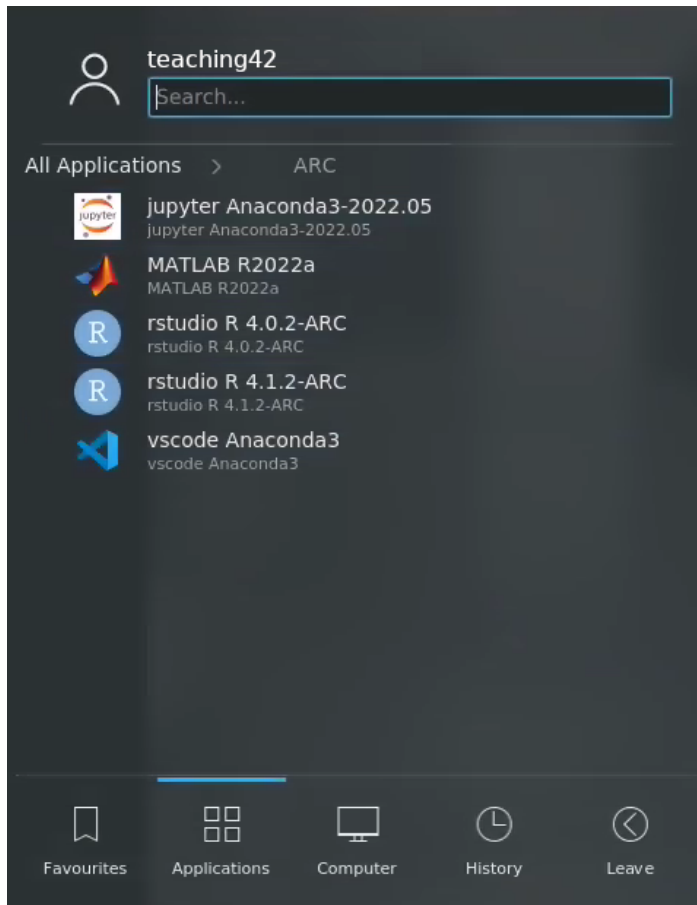 teaching42
Search...
All Applications > ARC
jupyter
jupyter Anaconda3-2022.05
jupyter Anaconda3-2022.05
MATLAB R2022a
MATLAB R2022a
R
rstudio R 4.0.2-ARC
rstudio R 4.0.2-ARC
R
rstudio R 4.1.2-ARC
rstudio R 4.1.2-ARC
vscode Anaconda3
vscode Anaconda3
Favourites Applications Computer History Leave